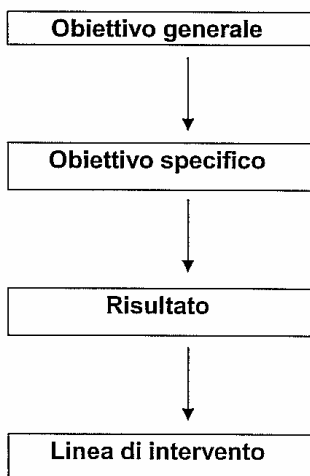 Obiettivo generale
Obiettivo specifico
Risultato
Linea di intervento